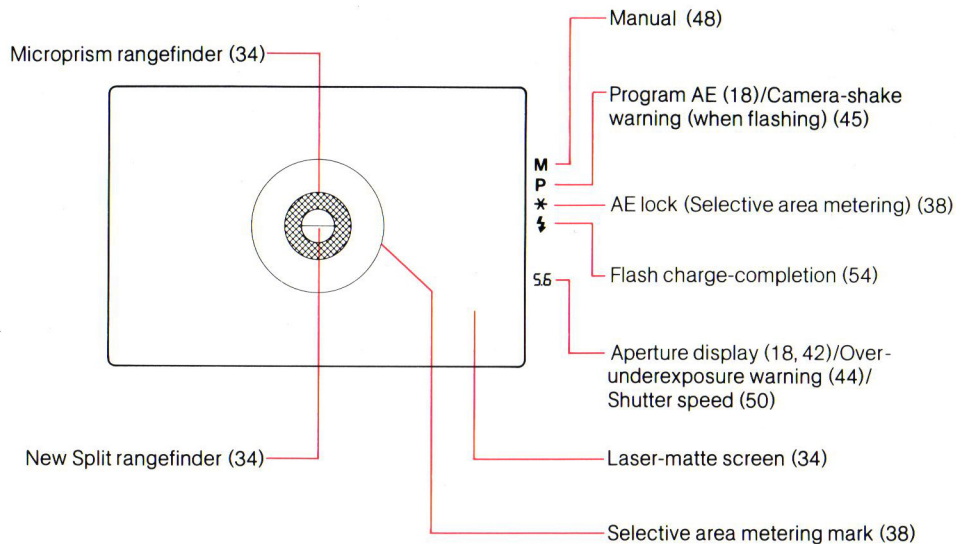 Manual (48)
Microprism rangefinder (34)
Program AE (18)/Camera-shake
warning (when flashing) (45)
M
P
AE lock (Selective area metering) (38)
Flash charge-completion (54)
5.6
Aperture display (18, 42)/Over-
underexposure warning (44)/
Shutter speed (50)
New Split rangefinder (34)
Laser-matte screen (34)
Selective area metering mark (38)